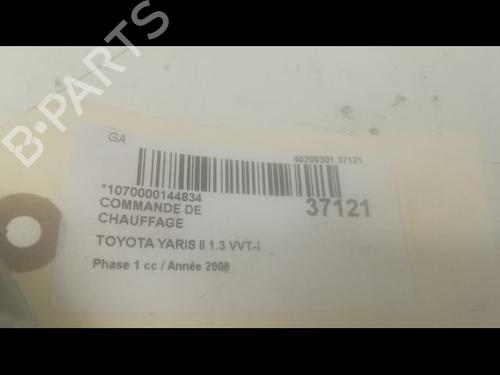 B-PARTS
GA
40200301 37121
*1070000144834
37121
COMMANDE DE
CHAUFFAGE
TOYOTA YARIS II 1.3 VVT-i
Phase 1 cc / Année 2006